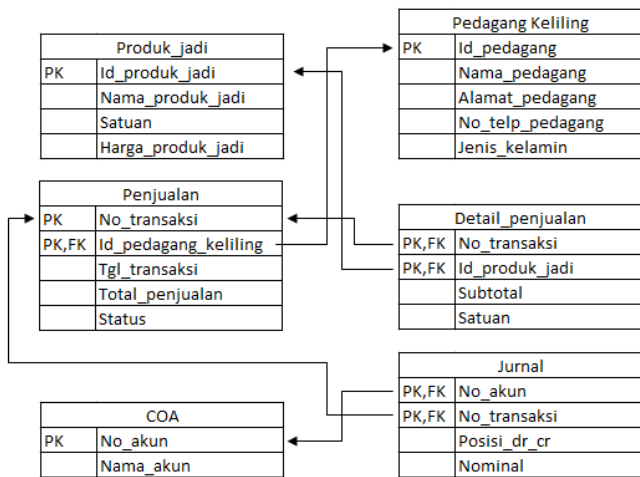 Produk_jadi
PK Id_produk_jadi
Nama_produk_jadi
Satuan
Harga_produk_jadi
Pedagang Keliling
PK Id_pedagang
Nama_pedagang
Alamat_pedagang
No_telp_pedagang
Jenis_kelamin
Penjualan
PK No_transaksi
PK,FK Id_pedagang_keliling
Tgl_transaksi
Total_penjualan
Status
Detail_penjualan
PK,FK No_transaksi
PK,FK Id_produk_jadi
Subtotal
Satuan
COA
PK No_akun
Nama_akun
Jurnal
PK,FK No_akun
PK,FK No_transaksi
Posisi_dr_cr
Nominal